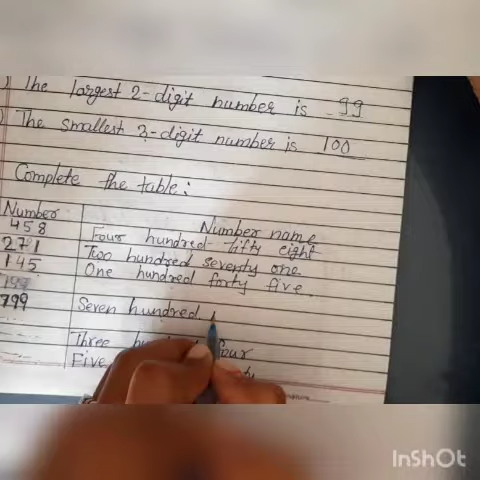 ) The largest 2-digit number is 99
) The smallest 3-digit number is 100
Complete the table:
Number Number name
458 Four hundred fifty eight
271 Two hundred seventy one
145 One hundred forty five
799 Seven hundred
Three four
Five
InShOt